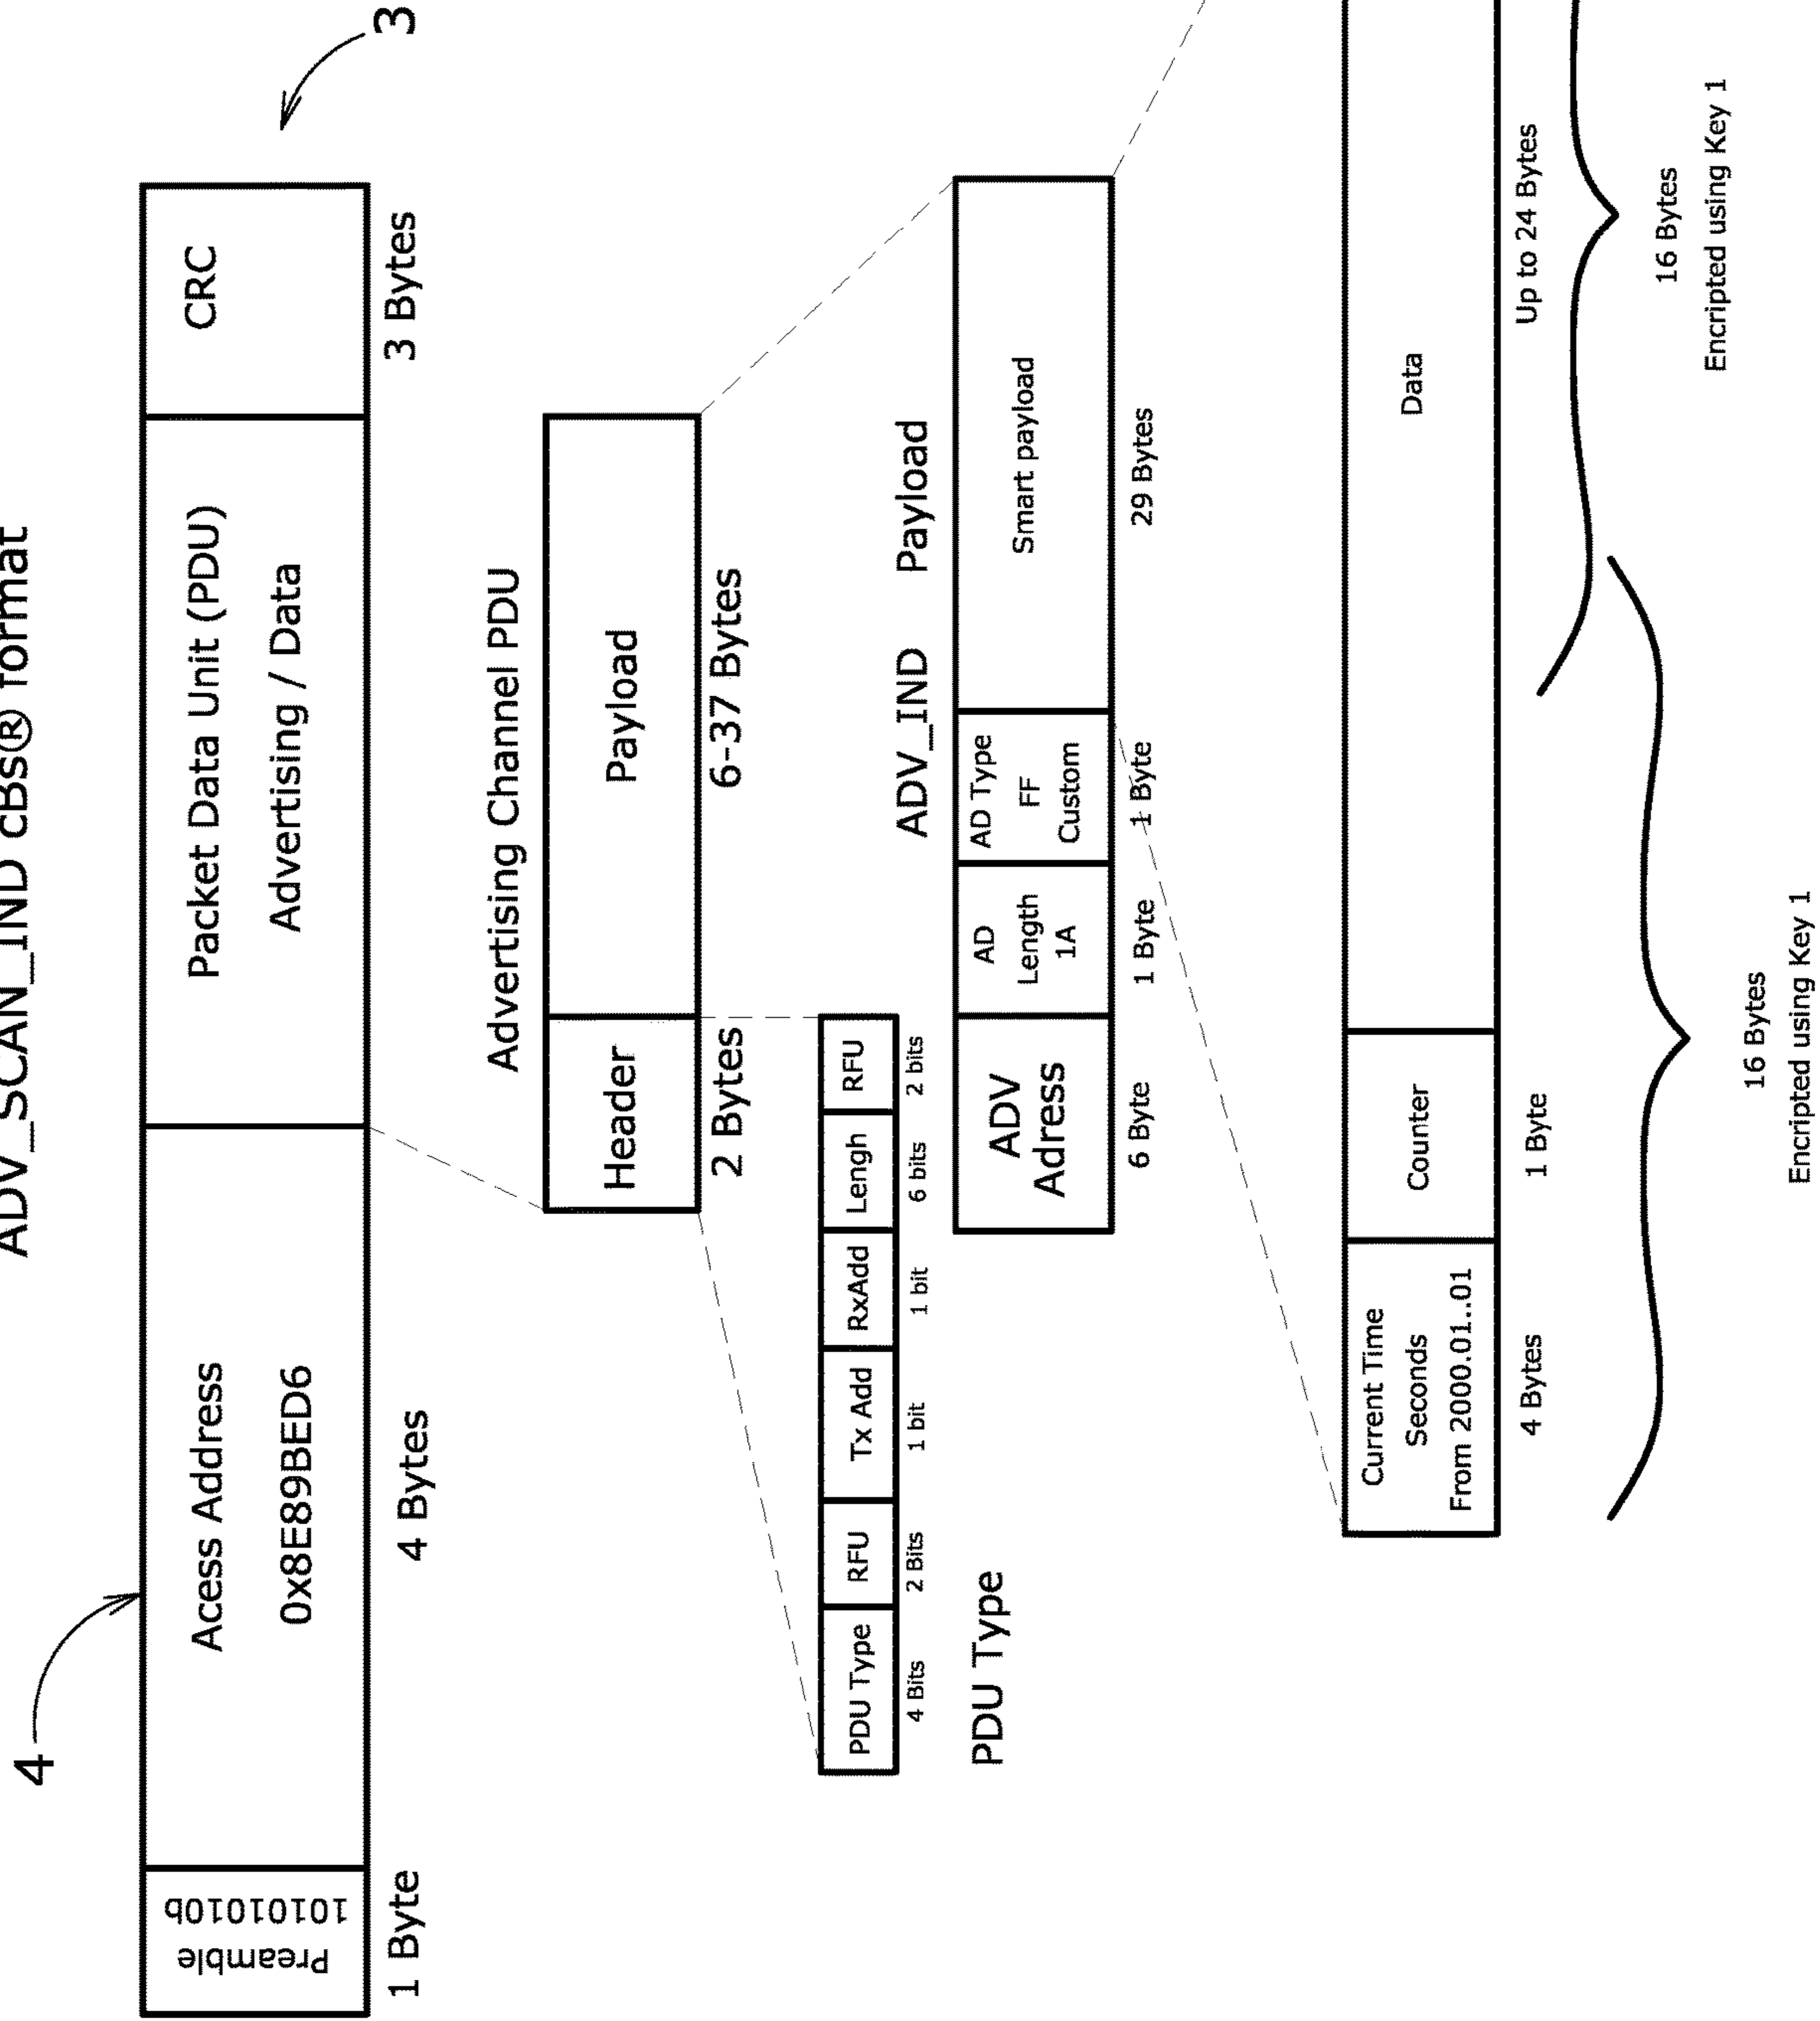 ADV_SCAN_IND cBs® format
4
3
Preamble
10101010b
Acess Address
0x8E89BED6
Packet Data Unit (PDU)
Advertising / Data
CRC
1 Byte
4 Bytes
3 Bytes
Advertising Channel PDU
Header
Payload
2 Bytes
6-37 Bytes
PDU Type
RFU
Tx Add
RxAdd
Lengh
RFU
4 Bits
2 Bits
1 bit
1 bit
6 bits
2 bits
PDU Type
ADV_IND Payload
ADV
Adress
AD
Length
1A
AD Type
FF
Custom
Smart payload
6 Byte
1 Byte
1 Byte
29 Bytes
Current Time
Seconds
From 2000.01..01
Counter
Data
4 Bytes
1 Byte
Up to 24 Bytes
16 Bytes
Encripted using Key 1
16 Bytes
Encripted using Key 1